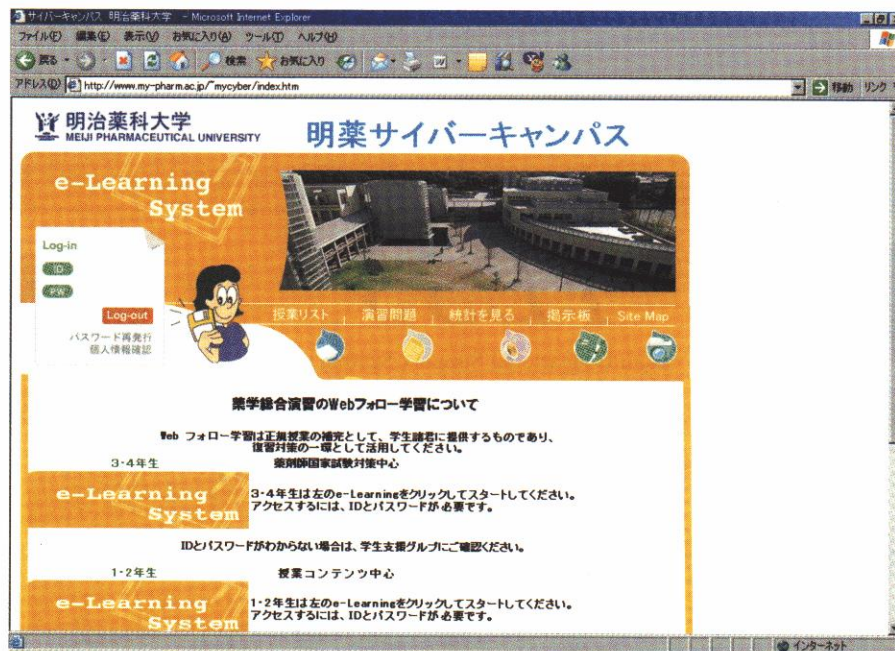 サイバーキャンパス 明治薬科大学 - Microsoft Internet Explorer
ファイル(F) 編集(E) 表示(V) お気に入り(A) ツール(T) ヘルプ(H)
戻る 検索 お気に入り
アドレス(D) http://www.my-pharm.ac.jp/~mycyber/index.htm 移動 リンク
明治薬科大学
MEIJI PHARMACEUTICAL UNIVERSITY
明薬サイバーキャンパス
e-Learning
System
Log-in
ID
PW
Log-out
パスワード再発行
個人情報確認
授業リスト 演習問題 統計を見る 掲示板 Site Map
薬学総合演習のWebフォロー学習について
Web フォロー学習は正規授業の補充として、学生諸君に提供するものであり、
復習対策の一環として活用してください。
3・4年生 薬剤師国家試験対策中心
e-Learning
System
3・4年生は左のe-Learningをクリックしてスタートしてください。
アクセスするには、IDとパスワードが必要です。
IDとパスワードがわからない場合は、学生支援グループにご確認ください。
1・2年生 授業コンテンツ中心
e-Learning
System
1・2年生は左のe-Learningをクリックしてスタートしてください。
アクセスするには、IDとパスワードが必要です。
インターネット